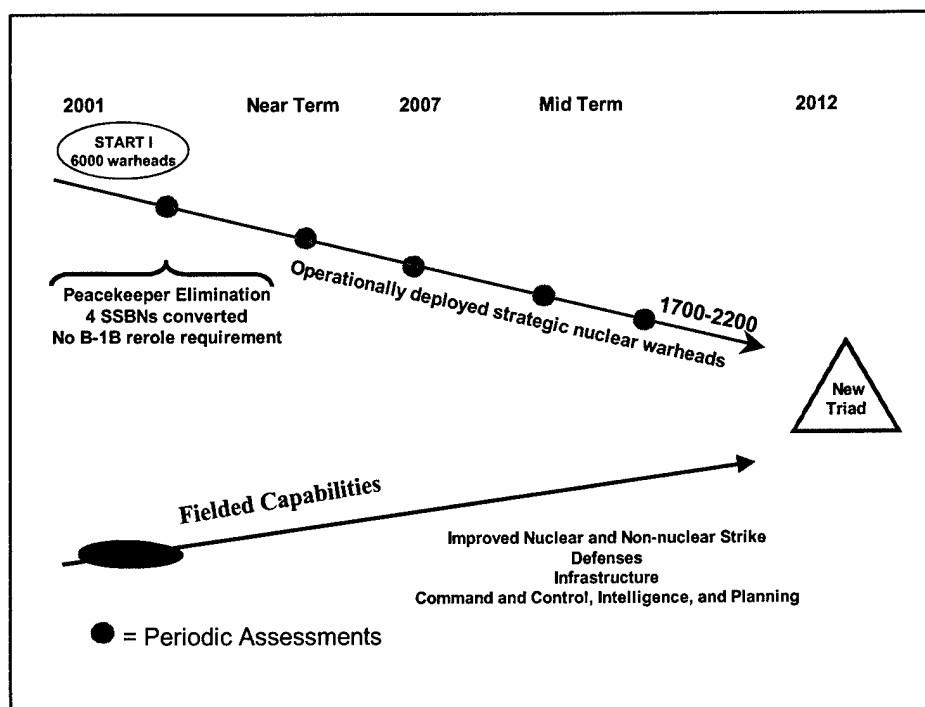 2001 Near Term 2007 Mid Term 2012
START I
6000 warheads
Peacekeeper Elimination
4 SSBNs converted
No B-1B rerole requirement
Operationally deployed strategic nuclear warheads
1700-2200
New
Triad
Fielded Capabilities
Improved Nuclear and Non-nuclear Strike
Defenses
Infrastructure
Command and Control, Intelligence, and Planning
= Periodic Assessments